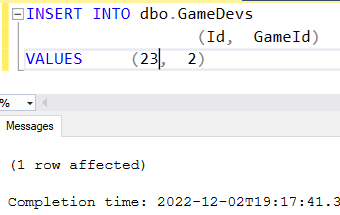 INSERT INTO dbo.GameDevs
(Id, GameId)
VALUES (23, 2)
%
Messages
(1 row affected)
Completion time: 2022-12-02T19:17:41.3